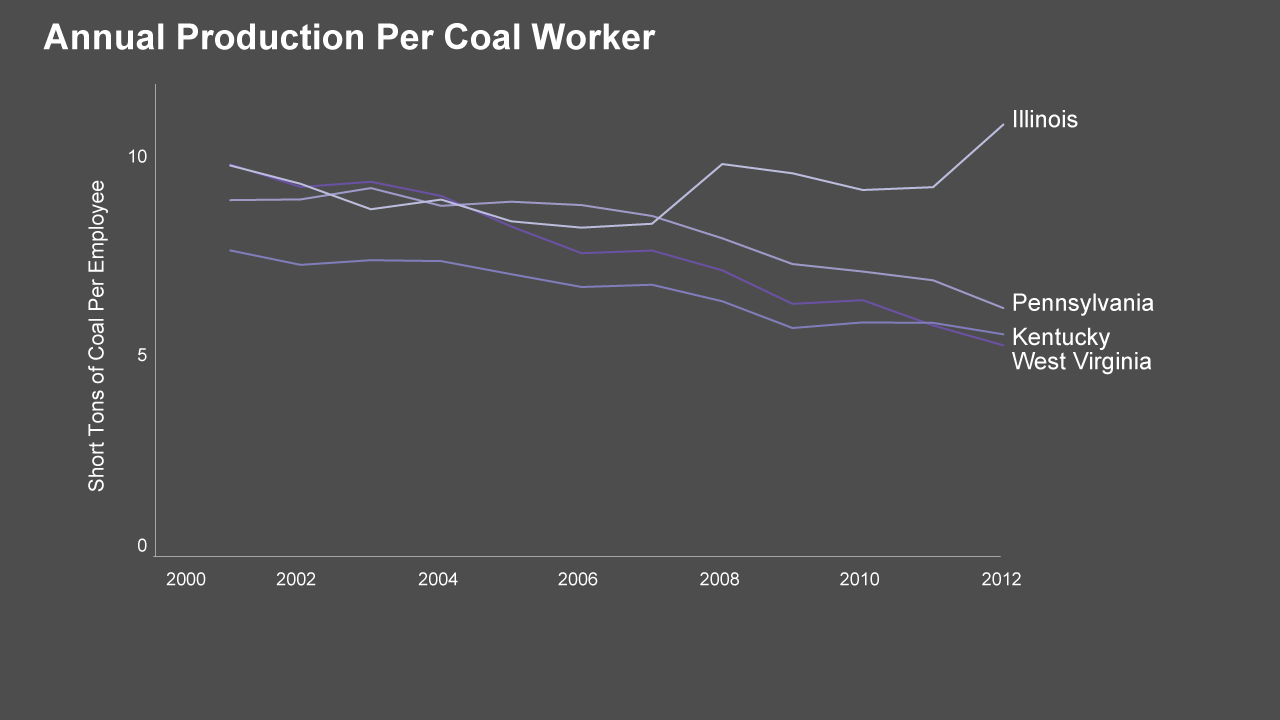 Annual Production Per Coal Worker
Short Tons of Coal Per Employee
10
5
0
2000 2002 2004 2006 2008 2010 2012
Illinois
Pennsylvania
Kentucky
West Virginia